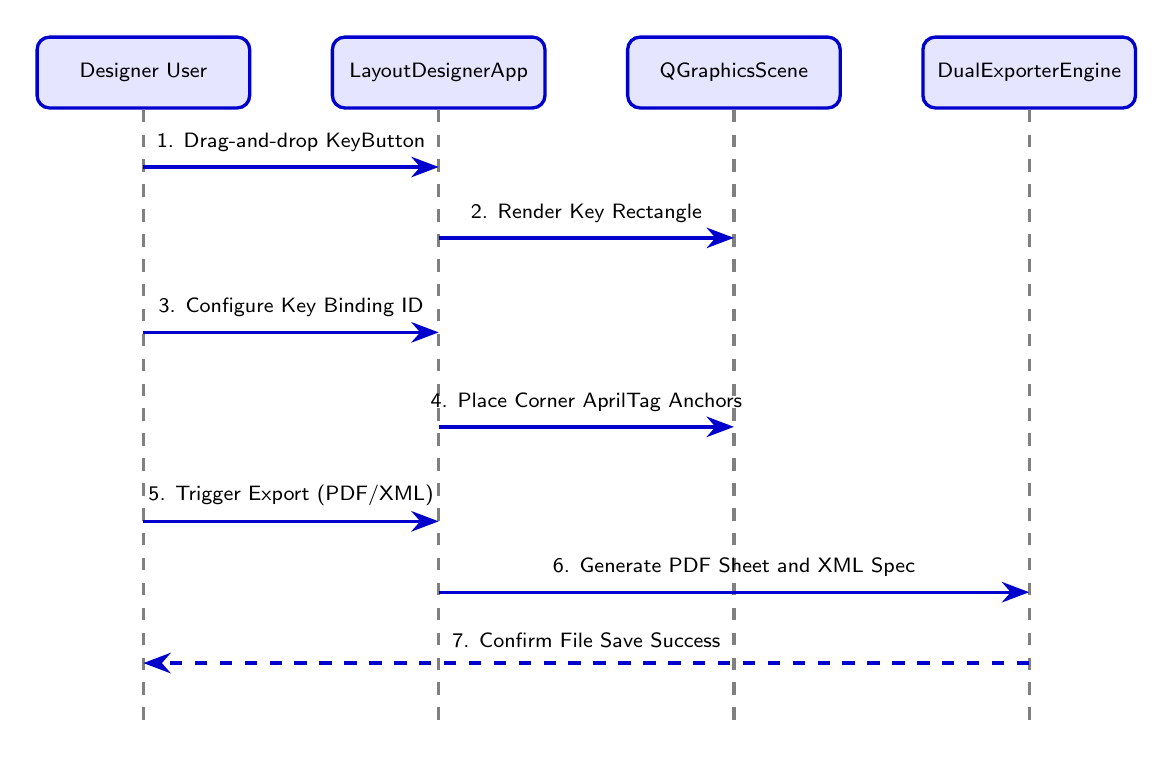 Designer User
LayoutDesignerApp
QGraphicsScene
DualExporterEngine
1. Drag-and-drop KeyButton
2. Render Key Rectangle
3. Configure Key Binding ID
4. Place Corner AprilTag Anchors
5. Trigger Export (PDF/XML)
6. Generate PDF Sheet and XML Spec
7. Confirm File Save Success